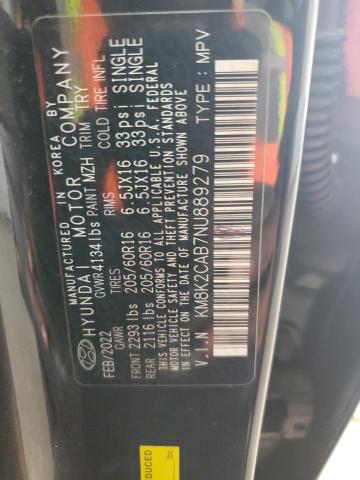 MANUFACTURED IN KOREA BY
HYUNDAI MOTOR COMPANY
FEB/2022 GVWR 4134 lbs PAINT MZH TRIM TRY
GAWR TIRES RIMS COLD TIRE INFL
FRONT 2293 lbs 205/60R16 6.5JX16 33psi SINGLE
REAR 2116 lbs 205/60R16 6.5JX16 33psi SINGLE
THIS VEHICLE CONFORMS TO ALL APPLICABLE U.S.A. FEDERAL
MOTOR VEHICLE SAFETY, BUMPER AND THEFT PREVENTION STANDARDS
IN EFFECT ON THE DATE OF MANUFACTURE SHOWN ABOVE.
V.I.N KM8K2CAB7NU889279 TYPE : MPV
DUCED
lbs